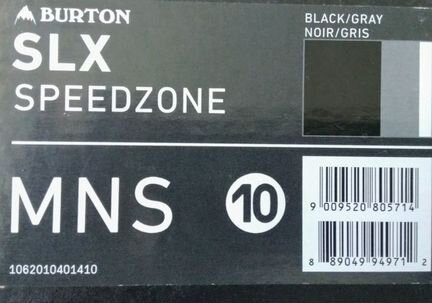 BURTON
SLX
SPEEDZONE
BLACK/GRAY
NOIR/GRIS
MNS
10
9 009520 805714
8 89049 94971 2
1062010401410